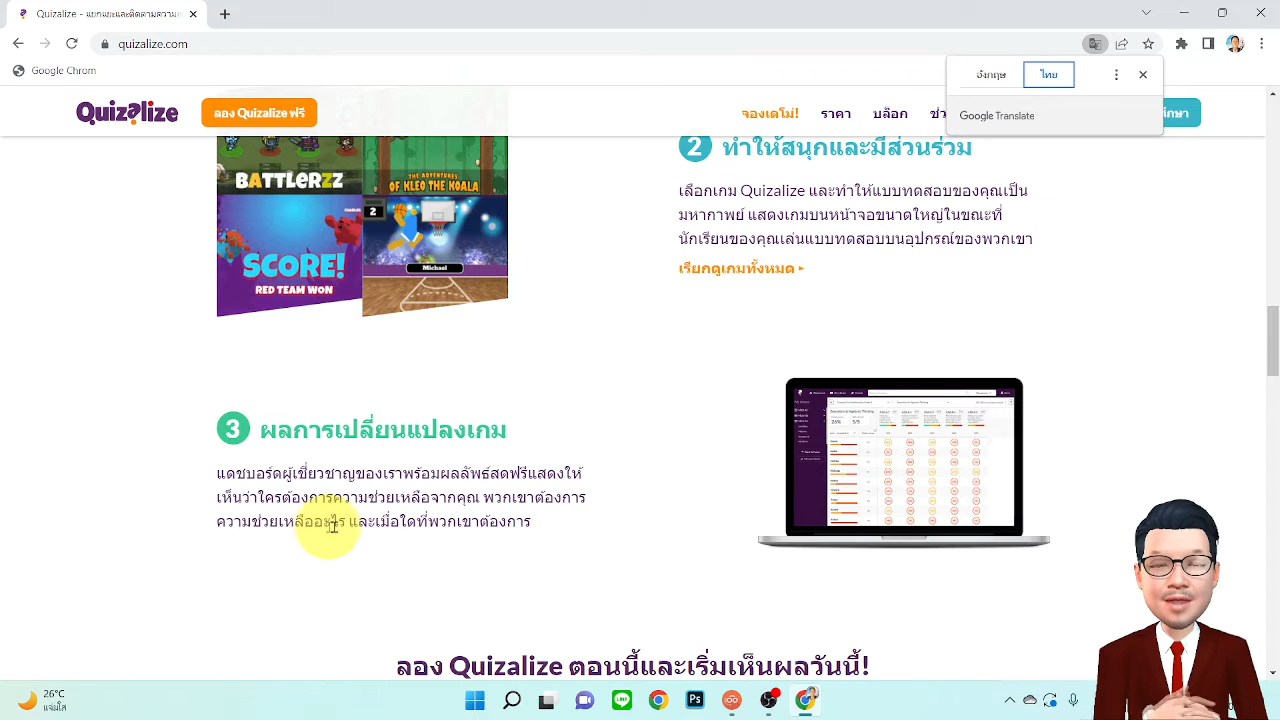 Quizalize - แยกแยะและติดตามความ
quizalize.com
Google Chrom
อังกฤษ
ไทย
Google Translate
Quizalize
ลอง Quizalize ฟรี
จองเดโม่!
ราคา
บล็อก
ช่ว
ศึกษา
BATTLERZZ
THE ADVENTURES
OF KLEO THE KOALA
SCORE!
RED TEAM WON
2
Michael
2 ทำให้สนุกและมีส่วนร่วม
เลือกเกม Quizalize และทำให้แบบทดสอบของคุณเป็น
มหากาพย์ แสดงเกมบนหน้าจอขนาดใหญ่ในขณะที่
นักเรียนของคุณเล่นแบบทดสอบบนอุปกรณ์ของพวกเขา
เรียกดูเกมทั้งหมด ▸
3 ผลการเปลี่ยนแปลงเกม
แดชบอร์ดผู้เชี่ยวชาญของเราพร้อมผลลัพธ์สดฟรีแสดงให้
เห็นว่าใครต้องการความช่วยเหลือจากคุณ พวกเขาต้องการ
ความช่วยเหลืออะไร และเมื่อใดที่พวกเขาต้องการ
ลอง Quizalize ตอนนี้และเริ่มเห็นผลวันนี้!
26°C
แจ่มใส
LINE
Ps